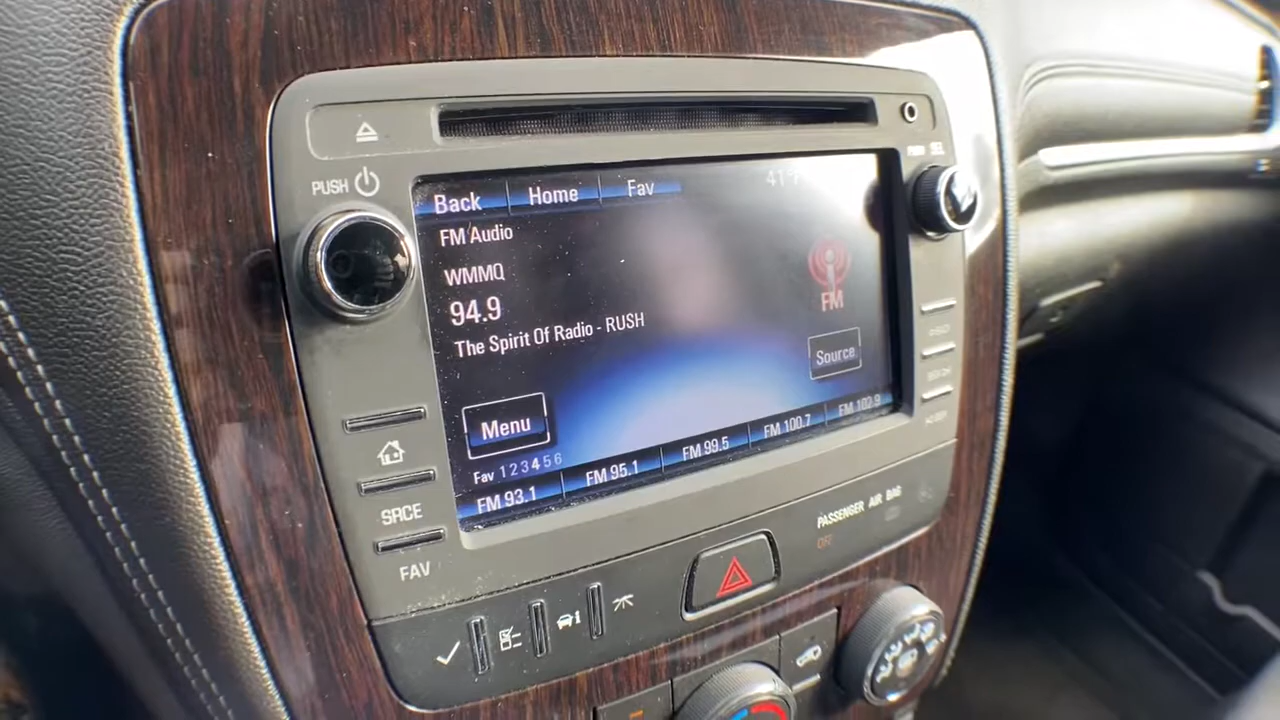 PUSH
SEL
Back Home Fav
41°F
FM Audio
WMMQ
94.9
The Spirit Of Radio - RUSH
FM
Source
Menu
Fav 1 2 3 4 5 6
FM 93.1 FM 95.1 FM 99.5 FM 100.7 FM 102.9
SRCE
FAV
PASSENGER AIR BAG
OFF